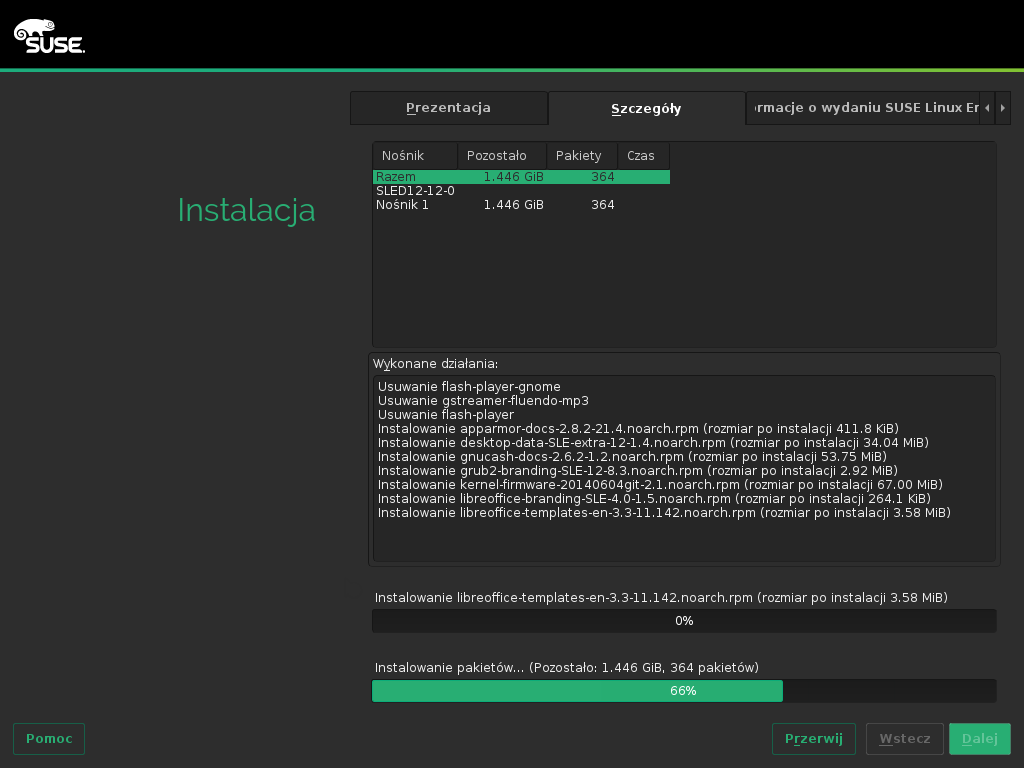 SUSE.
Prezentacja Szczegóły ormacje o wydaniu SUSE Linux Er
Instalacja
Nośnik Pozostało Pakiety Czas
Razem 1.446 GiB 364
SLED12-12-0
Nośnik 1 1.446 GiB 364
Wykonane działania:
Usuwanie flash-player-gnome
Usuwanie gstreamer-fluendo-mp3
Usuwanie flash-player
Instalowanie apparmor-docs-2.8.2-21.4.noarch.rpm (rozmiar po instalacji 411.8 KiB)
Instalowanie desktop-data-SLE-extra-12-1.4.noarch.rpm (rozmiar po instalacji 34.04 MiB)
Instalowanie gnucash-docs-2.6.2-1.2.noarch.rpm (rozmiar po instalacji 53.75 MiB)
Instalowanie grub2-branding-SLE-12-8.3.noarch.rpm (rozmiar po instalacji 2.92 MiB)
Instalowanie kernel-firmware-20140604git-2.1.noarch.rpm (rozmiar po instalacji 67.00 MiB)
Instalowanie libreoffice-branding-SLE-4.0-1.5.noarch.rpm (rozmiar po instalacji 264.1 KiB)
Instalowanie libreoffice-templates-en-3.3-11.142.noarch.rpm (rozmiar po instalacji 3.58 MiB)
Instalowanie libreoffice-templates-en-3.3-11.142.noarch.rpm (rozmiar po instalacji 3.58 MiB)
0%
Instalowanie pakietów... (Pozostało: 1.446 GiB, 364 pakietów)
66%
Pomoc Przerwij Wstecz Dalej